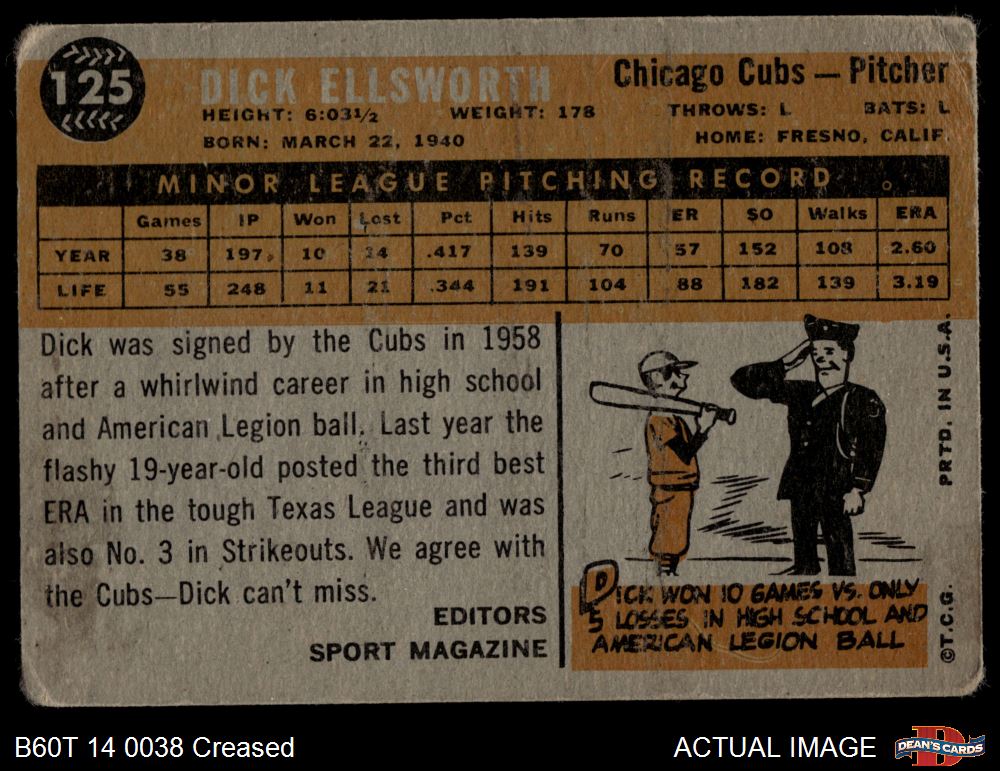 125
DICK ELLSWORTH
Chicago Cubs — Pitcher
HEIGHT: 6:03½ WEIGHT: 178 THROWS: L BATS: L
BORN: MARCH 22, 1940 HOME: FRESNO, CALIF.
MINOR LEAGUE PITCHING RECORD
Games IP Won Lost Pct Hits Runs ER SO Walks ERA
YEAR 38 197 10 14 .417 139 70 57 152 108 2.60
LIFE 55 248 11 21 .344 191 104 88 182 139 3.19
Dick was signed by the Cubs in 1958
after a whirlwind career in high school
and American Legion ball. Last year the
flashy 19-year-old posted the third best
ERA in the tough Texas League and was
also No. 3 in Strikeouts. We agree with
the Cubs—Dick can't miss.
EDITORS
SPORT MAGAZINE
DICK WON 10 GAMES VS. ONLY
5 LOSSES IN HIGH SCHOOL AND
AMERICAN LEGION BALL
PRTD. IN U.S.A.
©T.C.G.
B60T 14 0038 Creased
ACTUAL IMAGE
DEAN'S CARDS